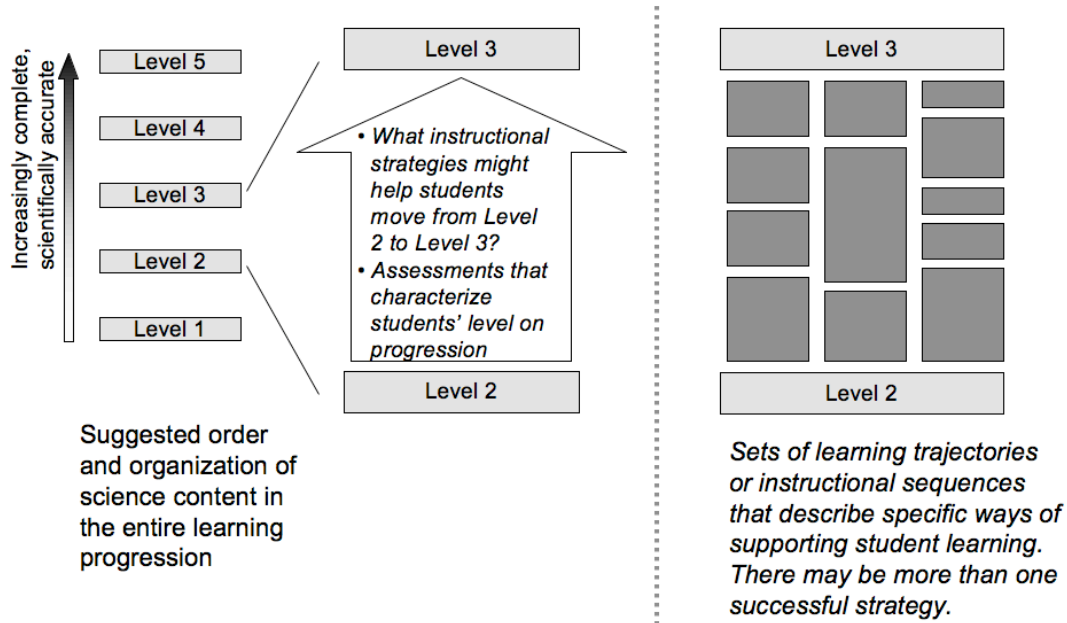 Increasingly complete,
scientifically accurate
Level 5
Level 4
Level 3
Level 2
Level 1
Suggested order
and organization of
science content in
the entire learning
progression
Level 3
• What instructional
strategies might
help students
move from Level
2 to Level 3?
• Assessments that
characterize
students' level on
progression
Level 2
Level 3
Level 2
Sets of learning trajectories
or instructional sequences
that describe specific ways of
supporting student learning.
There may be more than one
successful strategy.